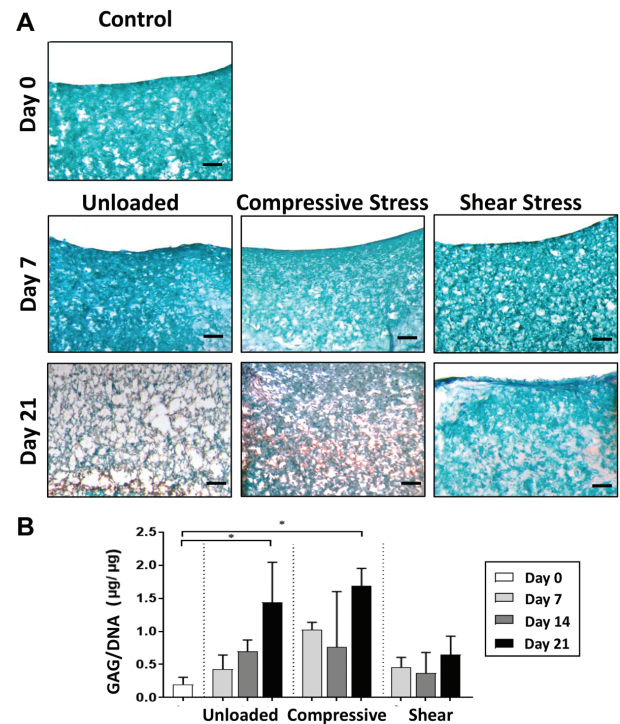 A
Control
Day 0
Unloaded
Compressive Stress
Shear Stress
Day 7
Day 21
B
GAG/DNA (μg/ μg)
2.5
2.0
1.5
1.0
0.5
0.0
*
*
Unloaded
Compressive
Shear
Day 0
Day 7
Day 14
Day 21